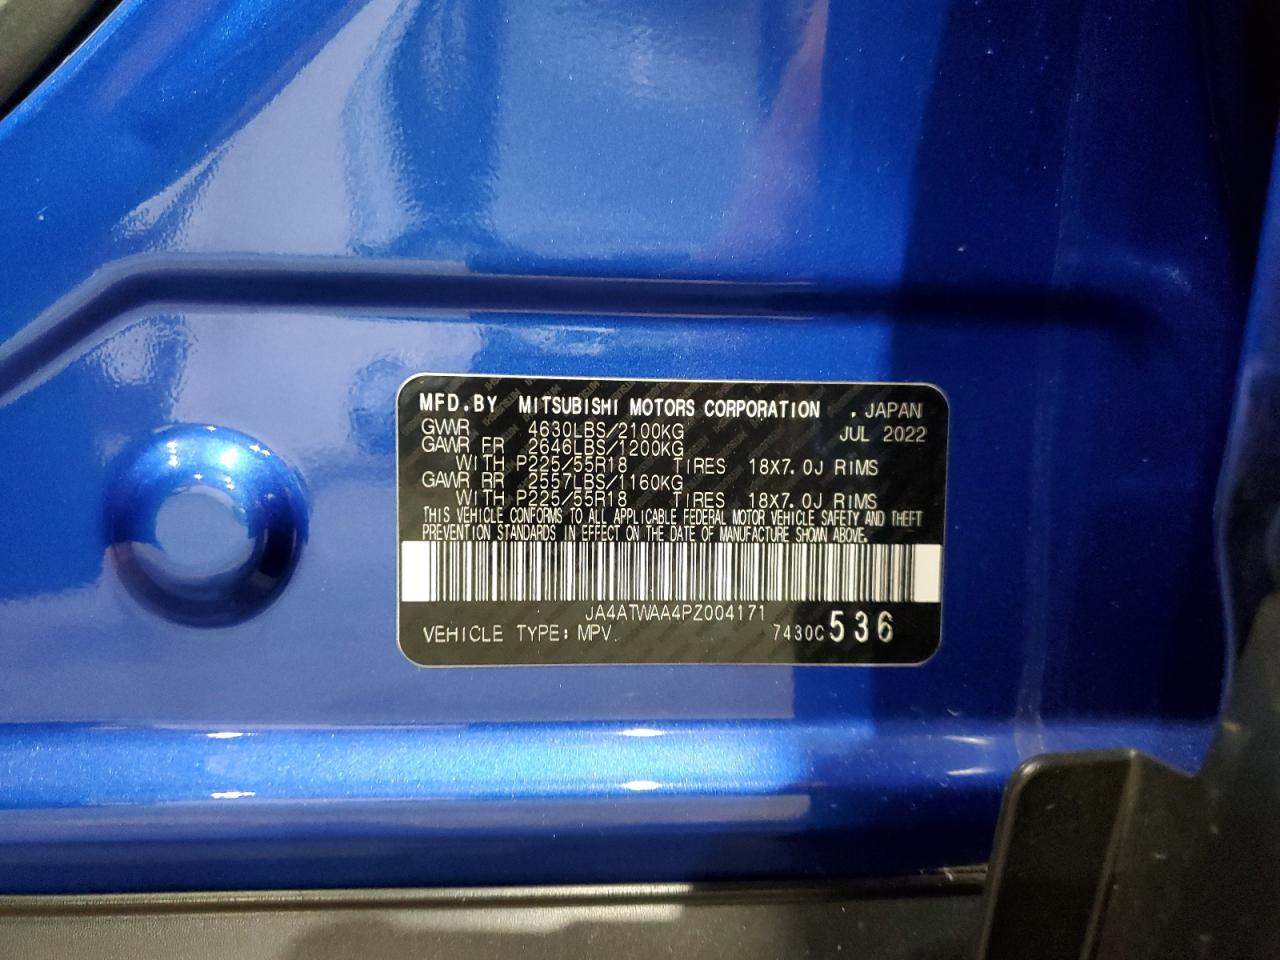 MFD.BY MITSUBISHI MOTORS CORPORATION . JAPAN
GVWR 4630LBS/2100KG JUL 2022
GAWR FR 2646LBS/1200KG
WITH P225/55R18 TIRES 18X7.0J RIMS
GAWR RR 2557LBS/1160KG
WITH P225/55R18 TIRES 18X7.0J RIMS
THIS VEHICLE CONFORMS TO ALL APPLICABLE FEDERAL MOTOR VEHICLE SAFETY AND THEFT
PREVENTION STANDARDS IN EFFECT ON THE DATE OF MANUFACTURE SHOWN ABOVE.
JA4ATWAA4PZ004171
VEHICLE TYPE: MPV 7430C 536